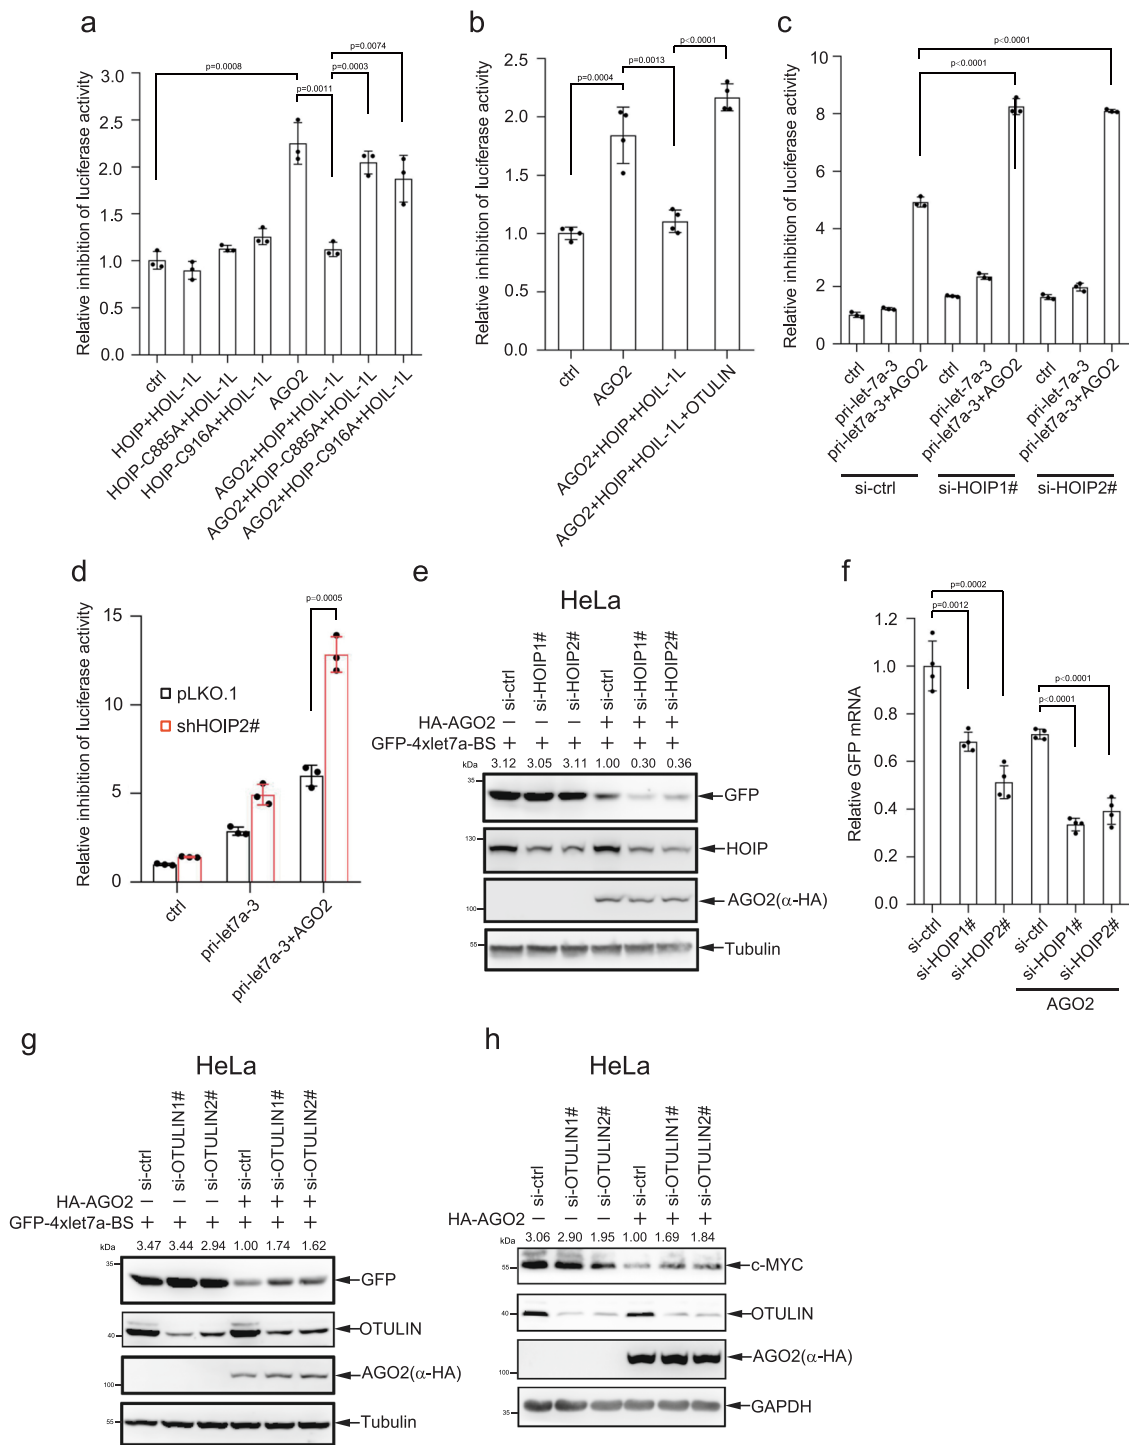 a
Relative inhibition of luciferase activity
3.0
2.5
2.0
1.5
1.0
0.5
0.0
p=0.0008
p=0.0074
p=0.0003
p=0.0011
ctrl
HOIP+HOIL-1L
HOIP-C885A+HOIL-1L
HOIP-C916A+HOIL-1L
AGO2
AGO2+HOIP+HOIL-1L
AGO2+HOIP-C885A+HOIL-1L
AGO2+HOIP-C916A+HOIL-1L
b
Relative inhibition of luciferase activity
2.5
2.0
1.5
1.0
0.5
0.0
p=0.0004
p=0.0013
p<0.0001
ctrl
AGO2
AGO2+HOIP+HOIL-1L
AGO2+HOIP+HOIL-1L+OTULIN
c
Relative inhibition of luciferase activity
10
8
6
4
2
0
p<0.0001
p<0.0001
ctrl
pri-let-7a-3
pri-let7a-3+AGO2
ctrl
pri-let-7a-3
pri-let7a-3+AGO2
ctrl
pri-let-7a-3
pri-let7a-3+AGO2
si-ctrl
si-HOIP1#
si-HOIP2#
d
Relative inhibition of luciferase activity
15
10
5
0
p=0.0005
pLKO.1
shHOIP2#
ctrl
pri-let7a-3
pri-let7a-3+AGO2
e
HeLa
si-ctrl
si-HOIP1#
si-HOIP2#
si-ctrl
si-HOIP1#
si-HOIP2#
HA-AGO2 − − − + + +
GFP-4xlet7a-BS + + + + + +
kDa 3.12 3.05 3.11 1.00 0.30 0.36
35
GFP
130
HOIP
AGO2(α-HA)
100
55
Tubulin
f
Relative GFP mRNA
1.2
1.0
0.8
0.6
0.4
0.2
0.0
p=0.0002
p=0.0012
p<0.0001
p<0.0001
si-ctrl
si-HOIP1#
si-HOIP2#
si-ctrl
si-HOIP1#
si-HOIP2#
AGO2
g
HeLa
si-ctrl
si-OTULIN1#
si-OTULIN2#
si-ctrl
si-OTULIN1#
si-OTULIN2#
HA-AGO2 − − − + + +
GFP-4xlet7a-BS + + + + + +
kDa 3.47 3.44 2.94 1.00 1.74 1.62
35
GFP
OTULIN
40
AGO2(α-HA)
100
55
Tubulin
h
HeLa
si-ctrl
si-OTULIN1#
si-OTULIN2#
si-ctrl
si-OTULIN1#
si-OTULIN2#
HA-AGO2 − − − + + +
kDa 3.06 2.90 1.95 1.00 1.69 1.84
55
c-MYC
40
OTULIN
AGO2(α-HA)
100
GAPDH
35